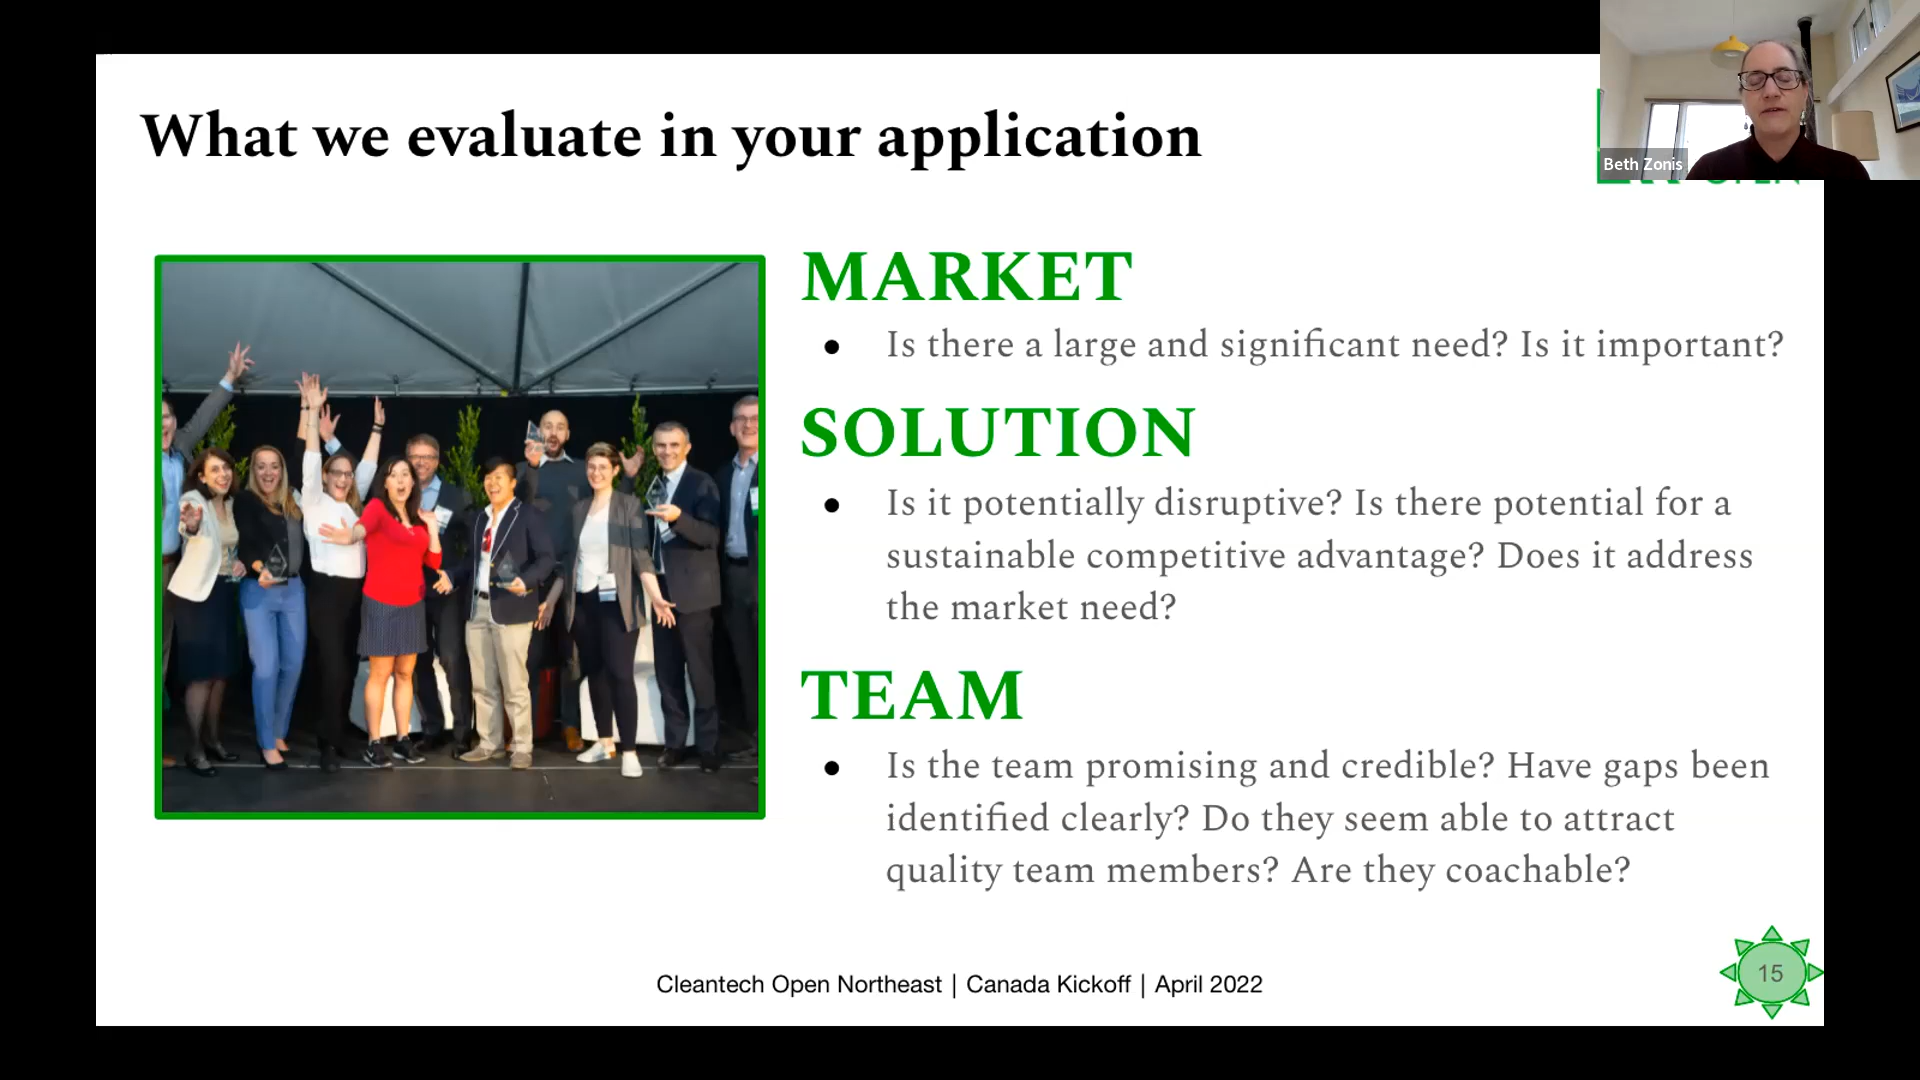 What we evaluate in your application
Beth Zonis
MARKET
● Is there a large and significant need? Is it important?
SOLUTION
● Is it potentially disruptive? Is there potential for a
sustainable competitive advantage? Does it address
the market need?
TEAM
● Is the team promising and credible? Have gaps been
identified clearly? Do they seem able to attract
quality team members? Are they coachable?
Cleantech Open Northeast | Canada Kickoff | April 2022
15